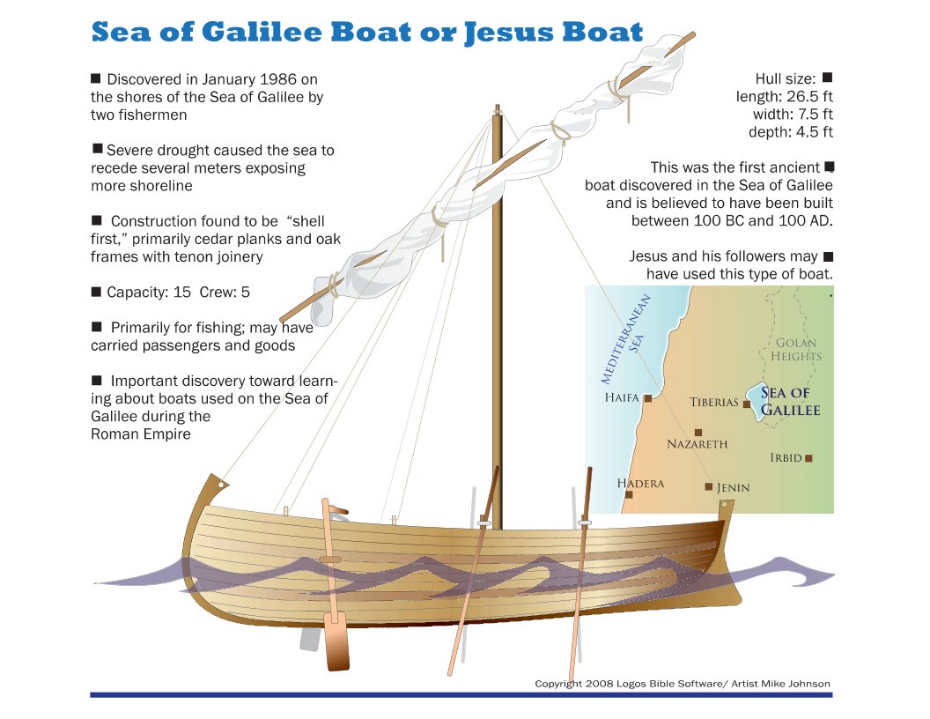 Sea of Galilee Boat or Jesus Boat
■ Discovered in January 1986 on
the shores of the Sea of Galilee by
two fishermen
■ Severe drought caused the sea to
recede several meters exposing
more shoreline
■ Construction found to be “shell
first,” primarily cedar planks and oak
frames with tenon joinery
■ Capacity: 15 Crew: 5
■ Primarily for fishing; may have
carried passengers and goods
■ Important discovery toward learn-
ing about boats used on the Sea of
Galilee during the
Roman Empire
Hull size: ■
length: 26.5 ft
width: 7.5 ft
depth: 4.5 ft
This was the first ancient ■
boat discovered in the Sea of Galilee
and is believed to have been built
between 100 BC and 100 AD.
Jesus and his followers may ■
have used this type of boat.
MEDITERRANEAN
SEA
GOLAN
HEIGHTS
HAIFA
TIBERIAS
SEA OF
GALILEE
NAZARETH
IRBID
HADERA
JENIN
Copyright 2008 Logos Bible Software/ Artist Mike Johnson